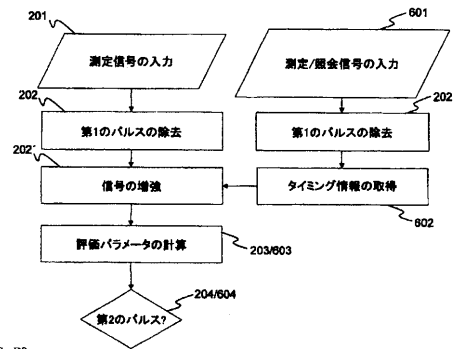 201
測定信号の入力
601
測定/照会信号の入力
202
第1のパルスの除去
202
第1のパルスの除去
202´
信号の増強
タイミング情報の取得
602
評価パラメータの計算
203/603
第2のパルス?
204/604